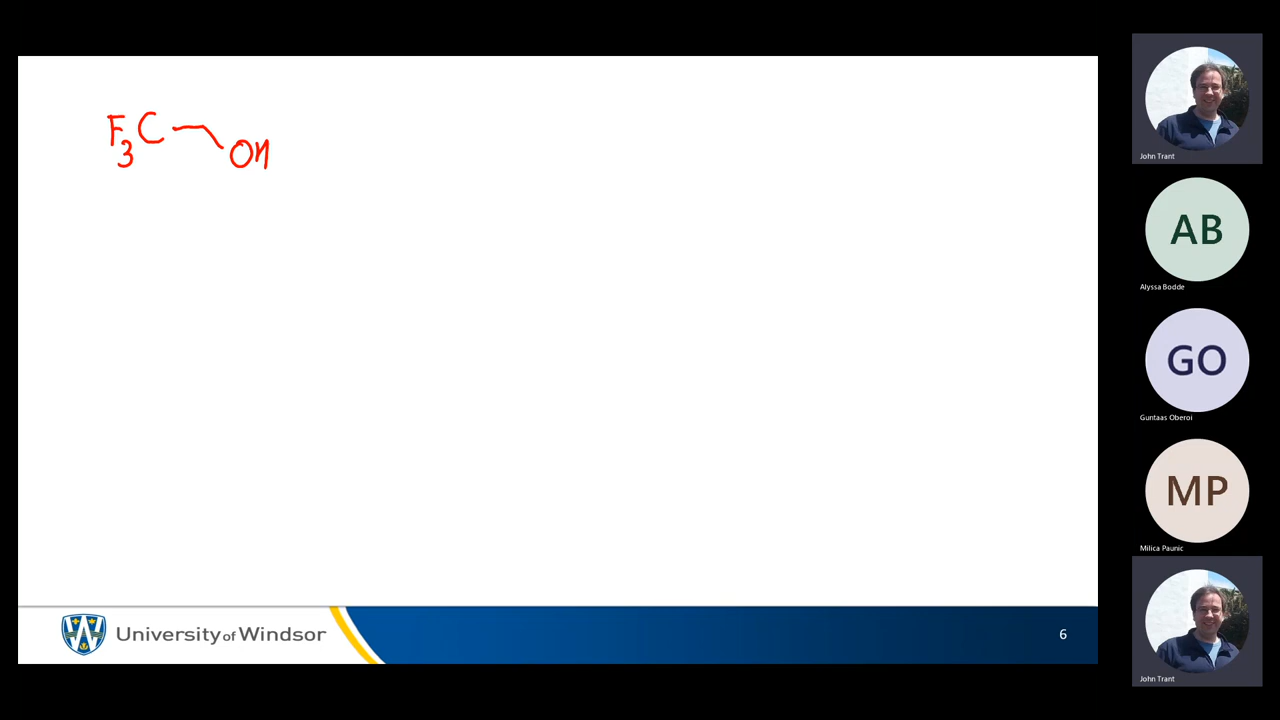 F3C OH
John Trant
AB
Alyssa Bodde
GO
Guntaas Oberoi
MP
Milica Paunic
John Trant
University of Windsor
6